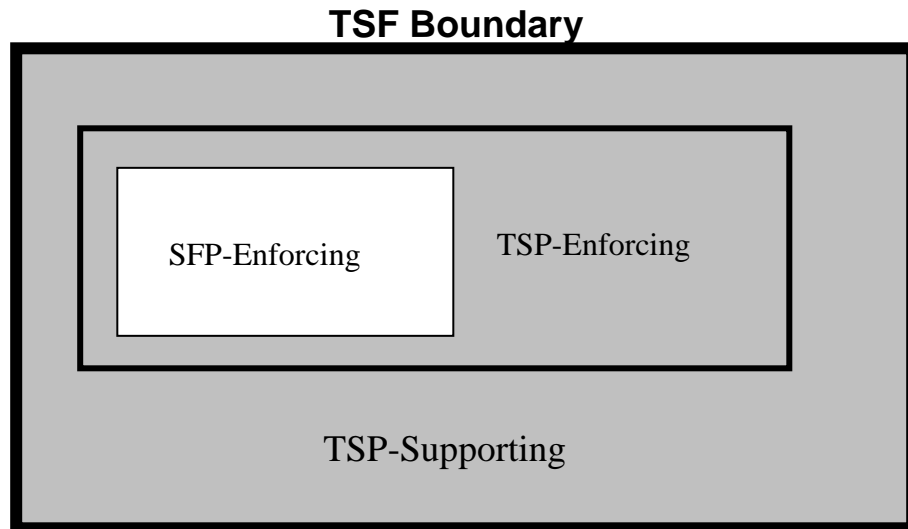 TSF Boundary
SFP-Enforcing
TSP-Enforcing
TSP-Supporting